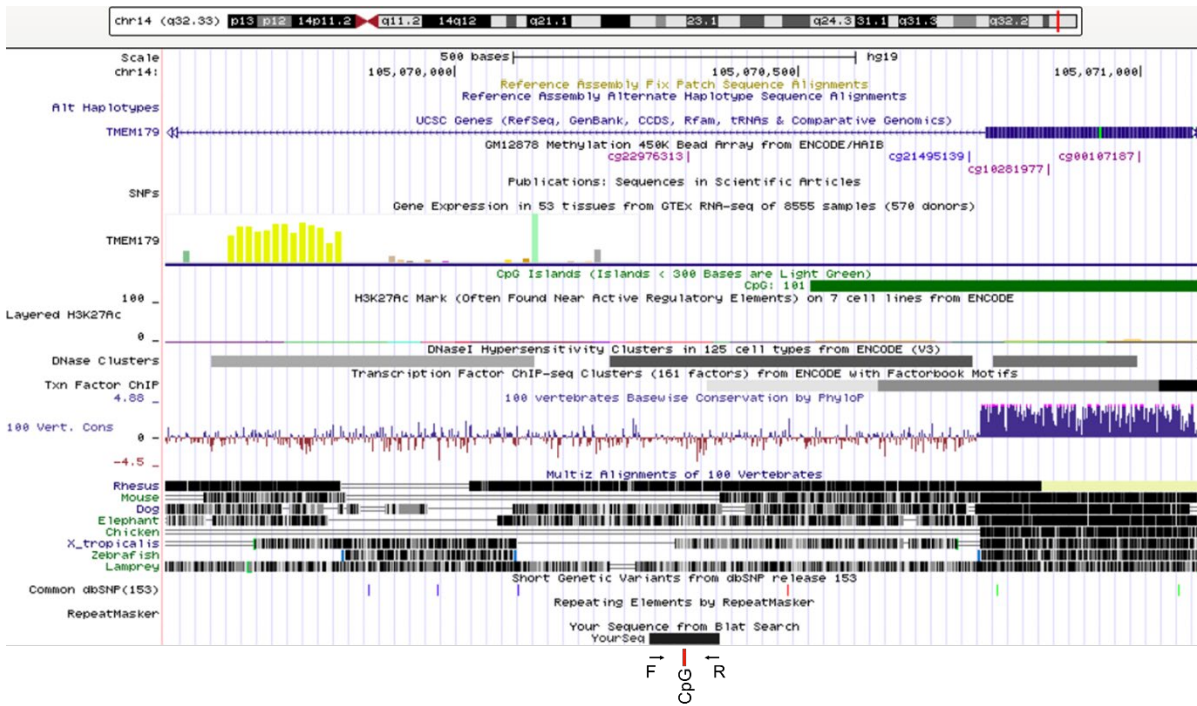 chr14 (q32.33) p13 p12 14p11.2 q11.2 14q12 q21.1 23.1 q24.3 31.1 q31.3 q32.2
Scale 500 bases hg19
chr14: 105,070,000 105,070,500 105,071,000
Reference Assembly Fix Patch Sequence Alignments
Reference Assembly Alternate Haplotype Sequence Alignments
Alt Haplotypes
UCSC Genes (RefSeq, GenBank, CCDS, Rfam, tRNAs & Comparative Genomics)
TMEM179
GM12878 Methylation 450K Bead Array from ENCODE/HAIB
cg22976313 cg21495139 cg00107187
cg10281977
Publications: Sequences in Scientific Articles
SNPs
Gene Expression in 53 tissues from GTEx RNA-seq of 8555 samples (570 donors)
TMEM179
CpG Islands (Islands < 300 Bases are Light Green)
CpG: 101
H3K27Ac Mark (Often Found Near Active Regulatory Elements) on 7 cell lines from ENCODE
100 _
Layered H3K27Ac
0 _
DNaseI Hypersensitivity Clusters in 125 cell types from ENCODE (V3)
DNase Clusters
Transcription Factor ChIP-seq Clusters (161 factors) from ENCODE with Factorbook Motifs
Txn Factor ChIP
100 vertebrates Basewise Conservation by PhyloP
4.88 _
100 Vert. Cons
0 -
-4.5 _
Multiz Alignments of 100 Vertebrates
Rhesus
Mouse
Dog
Elephant
Chicken
X_tropicalis
Zebrafish
Lamprey
Short Genetic Variants from dbSNP release 153
Common dbSNP(153)
Repeating Elements by RepeatMasker
RepeatMasker
Your Sequence from Blat Search
YourSeq
F R
CpG